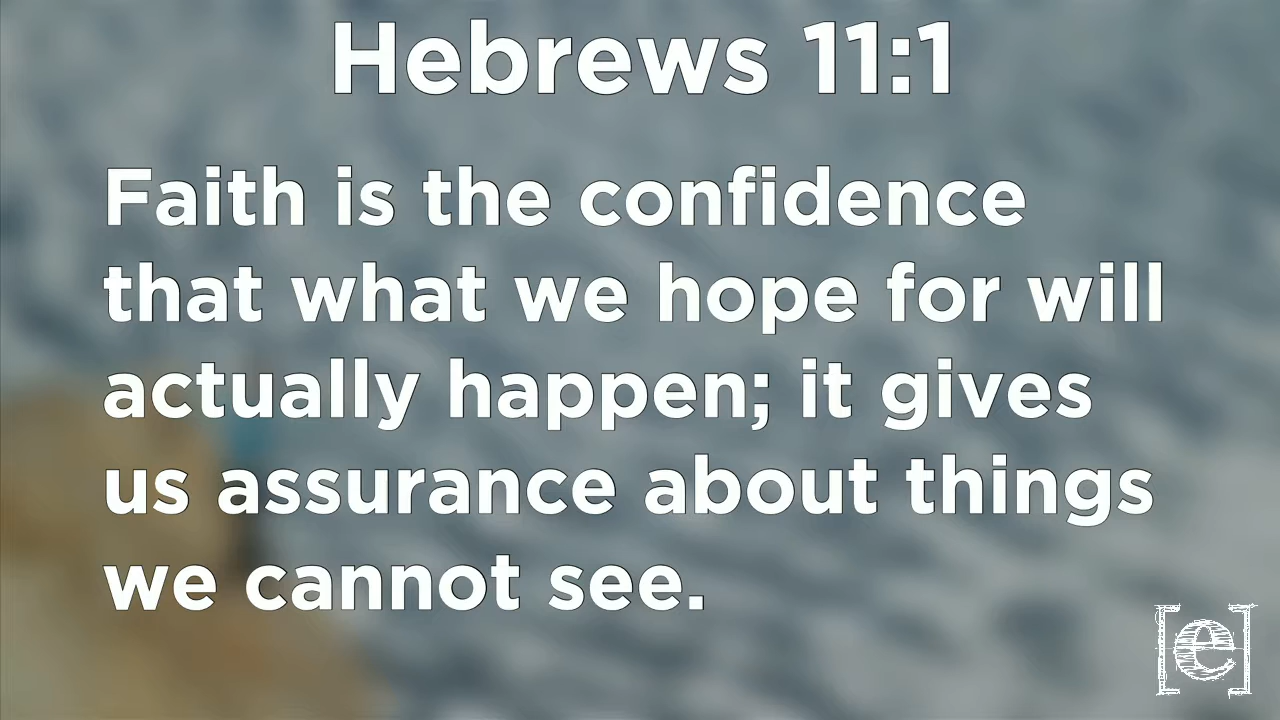 Hebrews 11:1
Faith is the confidence
that what we hope for will
actually happen; it gives
us assurance about things
we cannot see.
[e]